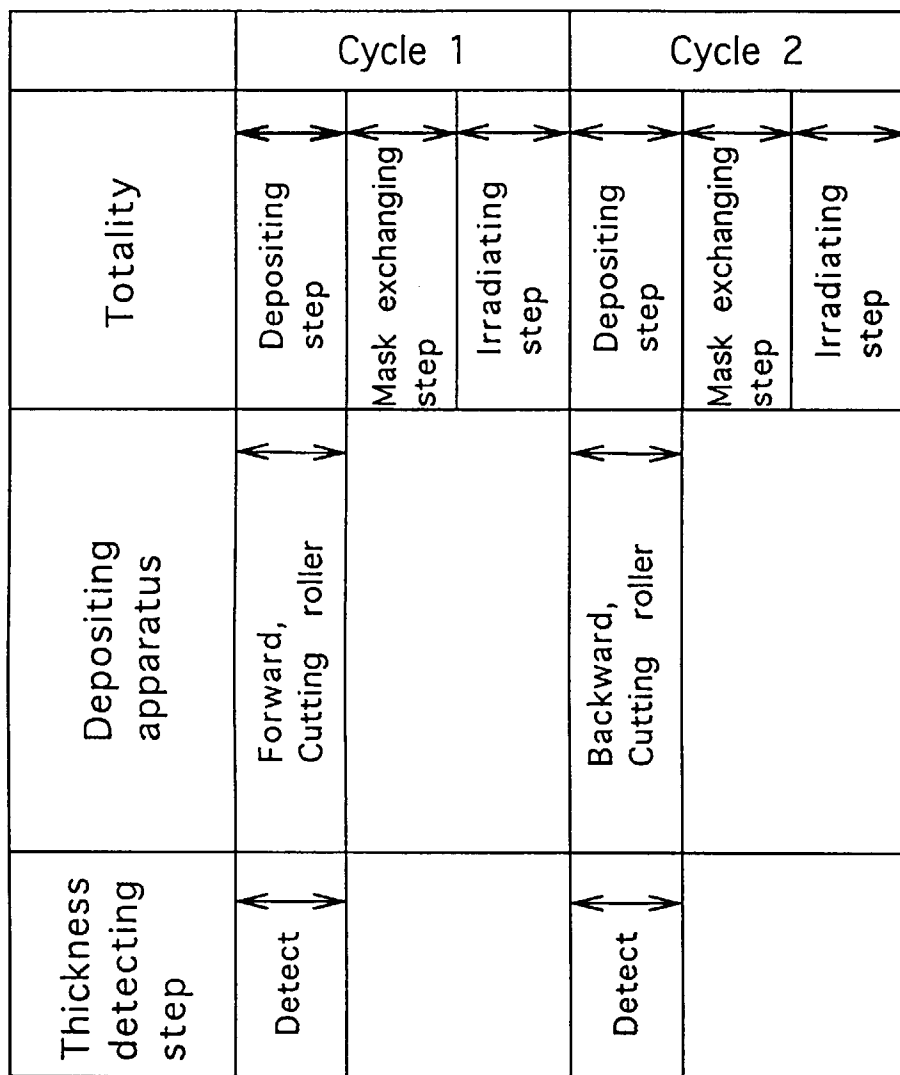 Cycle 1
Cycle 2
Totality
Depositing
step
Mask exchanging
step
Irradiating
step
Depositing
step
Mask exchanging
step
Irradiating
step
Depositing
apparatus
Forward,
Cutting roller
Backward,
Cutting roller
Thickness
detecting
step
Detect
Detect